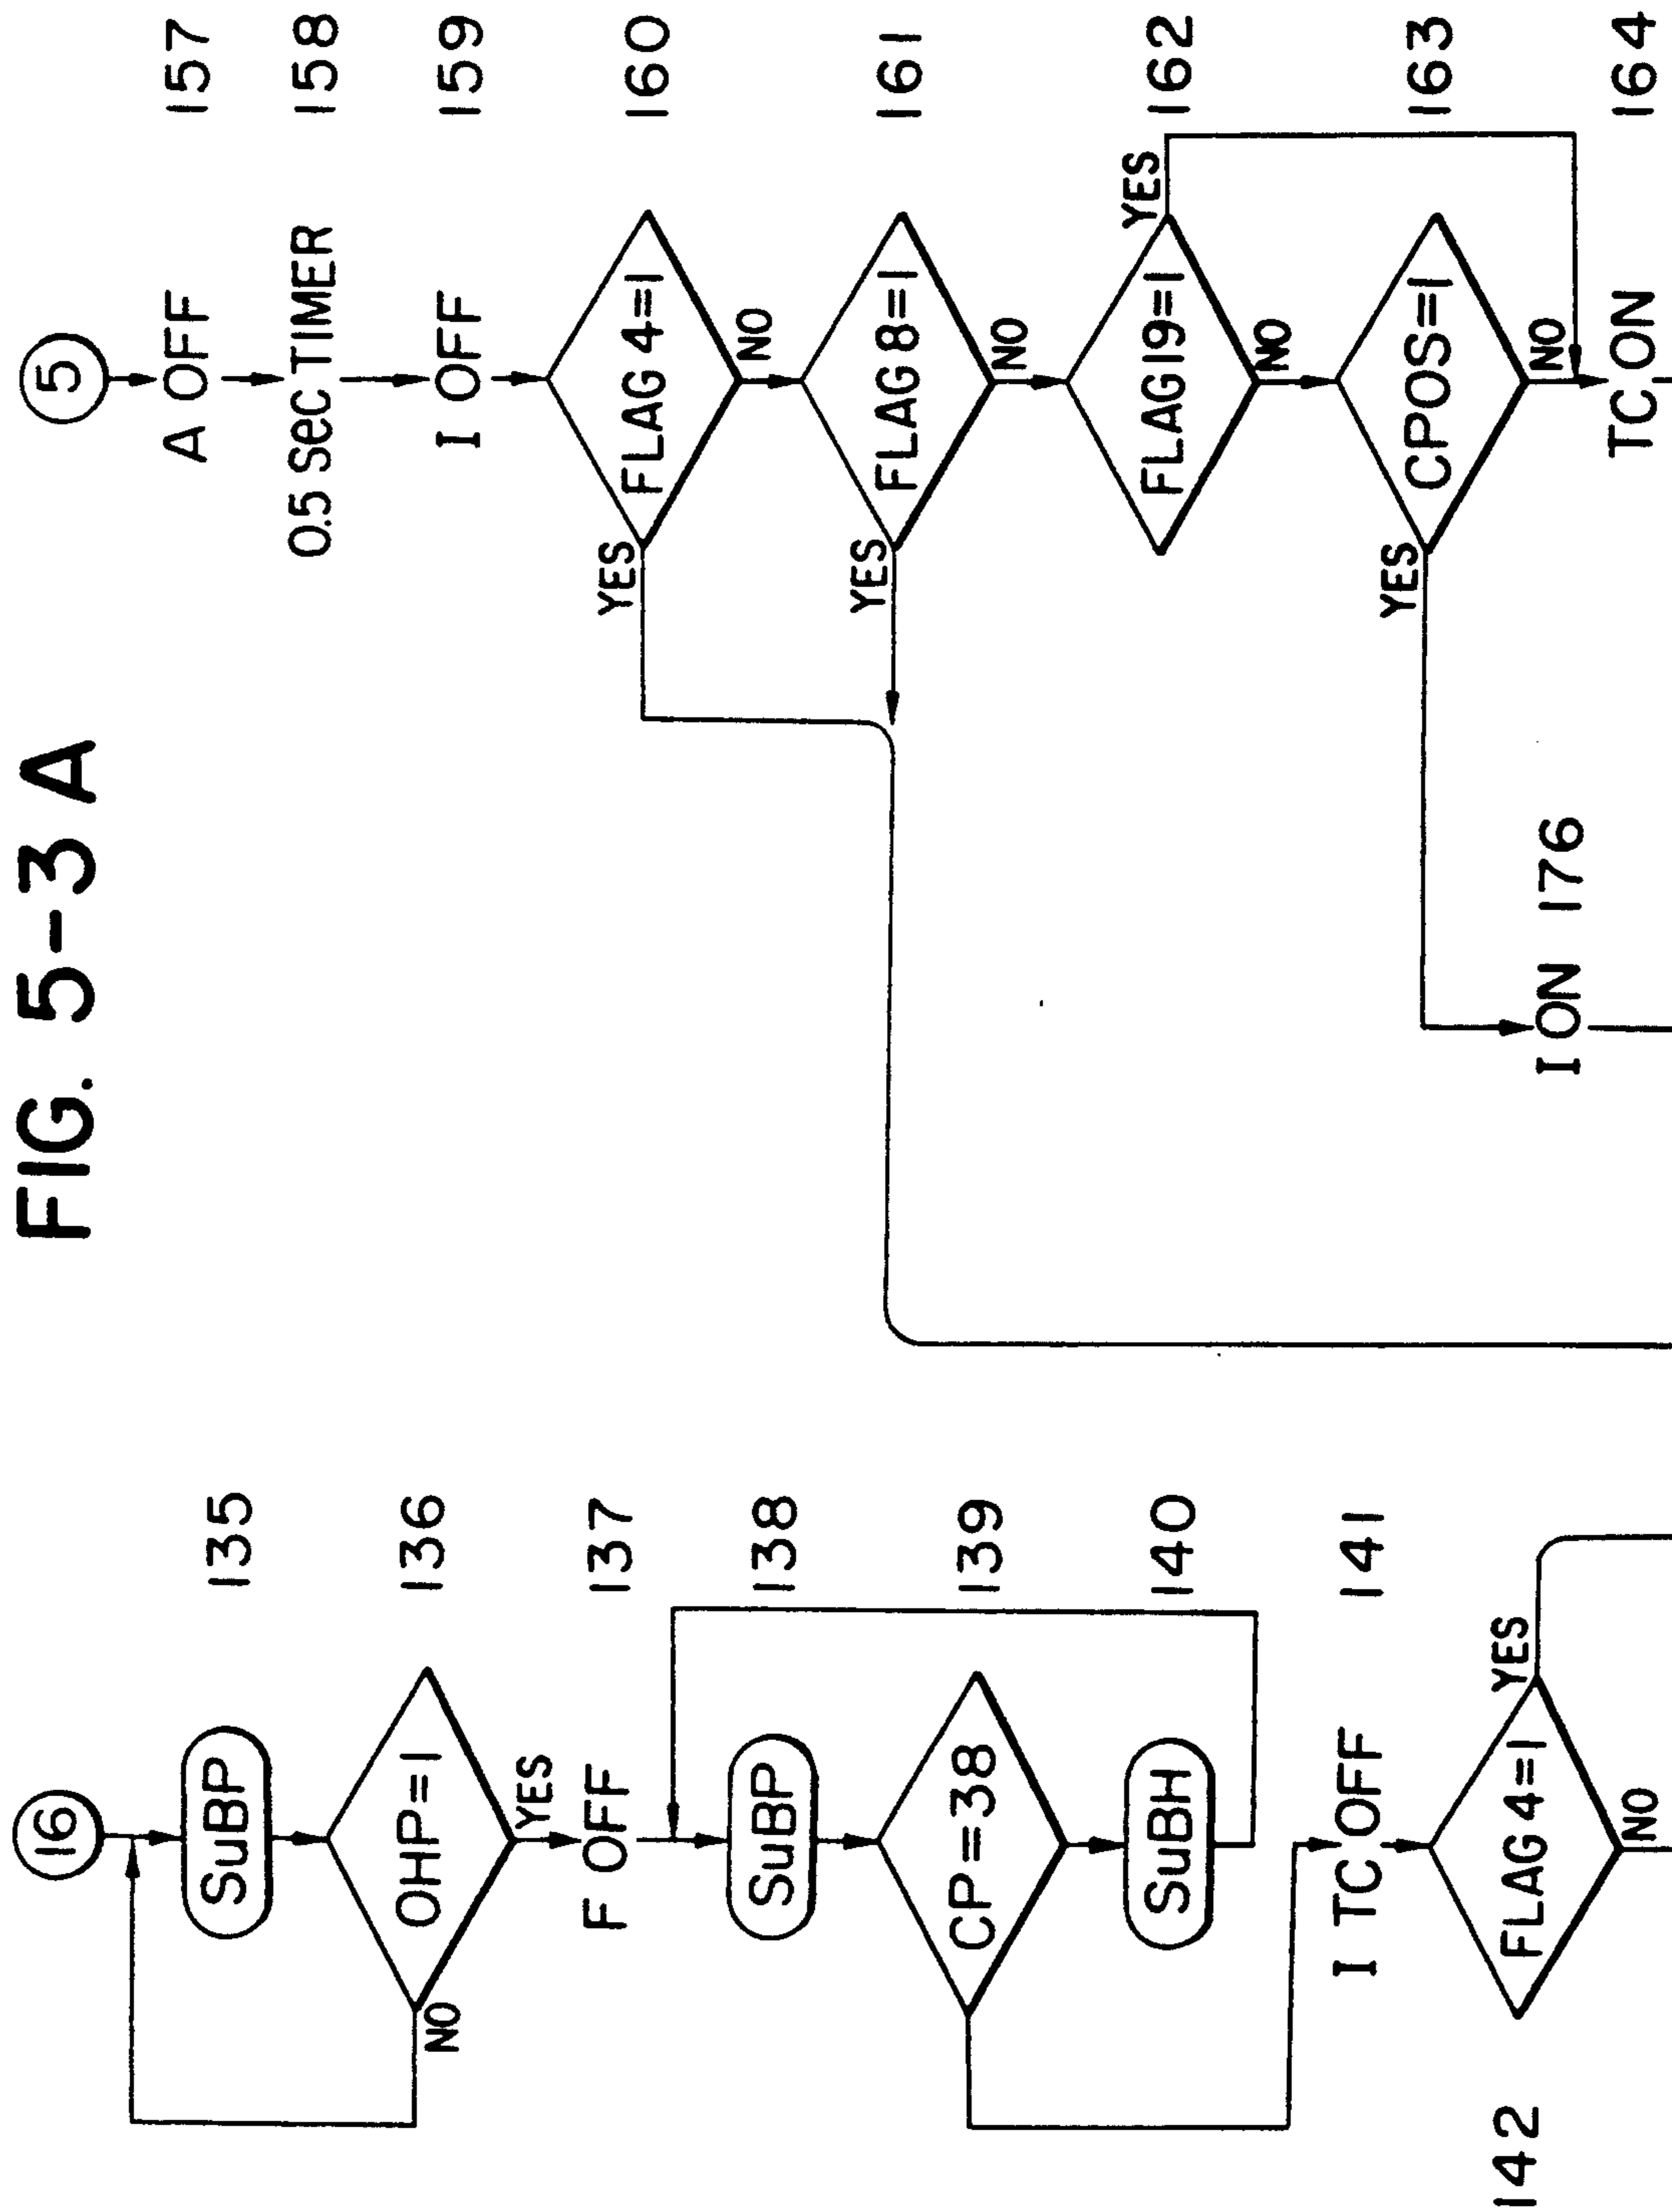 FIG. 5-3 A
16
SuBP 135
OHP=1 136
NO
YES
F OFF 137
SuBP 138
CP=38 139
SuBH 140
I TC OFF 141
142 FLAG 4=1 YES
NO
5
A OFF 157
0.5 Sec TIMER 158
I OFF 159
YES FLAG 4=1 160
NO
YES FLAG 8=1 161
NO
FLAG 19=1 YES 162
NO
YES CPOS=1 163
NO
I ON 176
TC ON 164